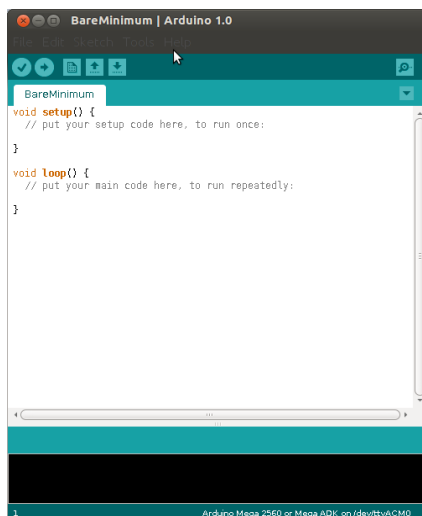 BareMinimum | Arduino 1.0
File Edit Sketch Tools Help
BareMinimum
void setup() {
  // put your setup code here, to run once:
}
void loop() {
  // put your main code here, to run repeatedly:
}
1 Arduino Mega 2560 or Mega ADK on /dev/ttyACM0